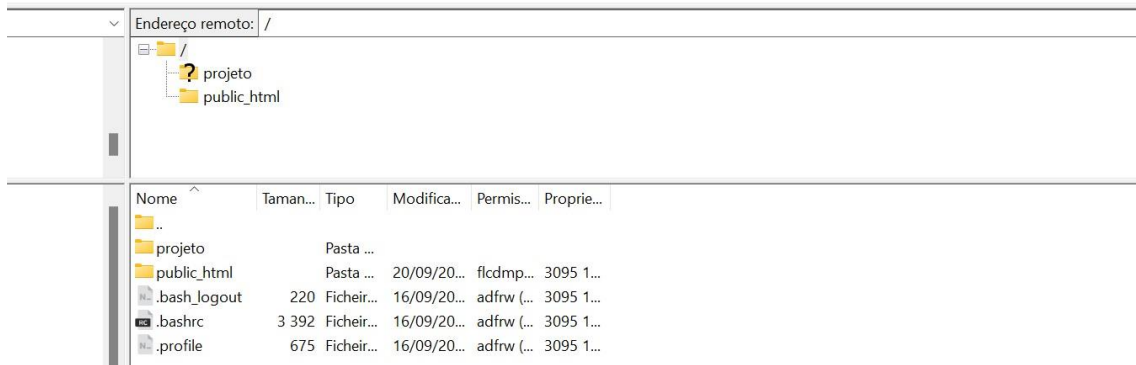 Endereço remoto: /
/
projeto
public_html
Nome Taman... Tipo Modifica... Permis... Proprie...
..
projeto Pasta ...
public_html Pasta ... 20/09/20... flcdmp... 3095 1...
.bash_logout 220 Ficheir... 16/09/20... adfrw (... 3095 1...
.bashrc 3 392 Ficheir... 16/09/20... adfrw (... 3095 1...
.profile 675 Ficheir... 16/09/20... adfrw (... 3095 1...